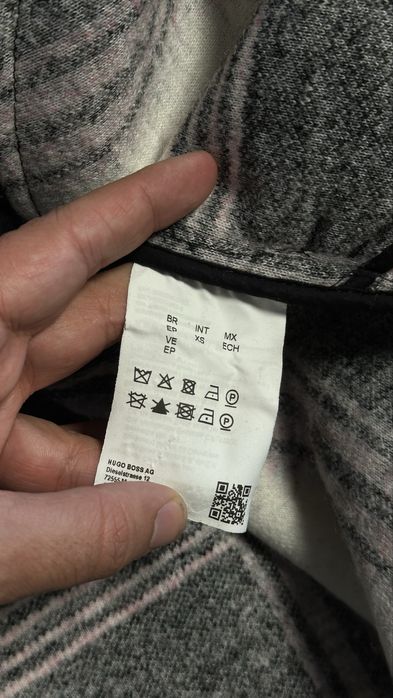 BR INT MX
EP XS ECH
VE
EP
HUGO BOSS AG
Dieselstrasse 12